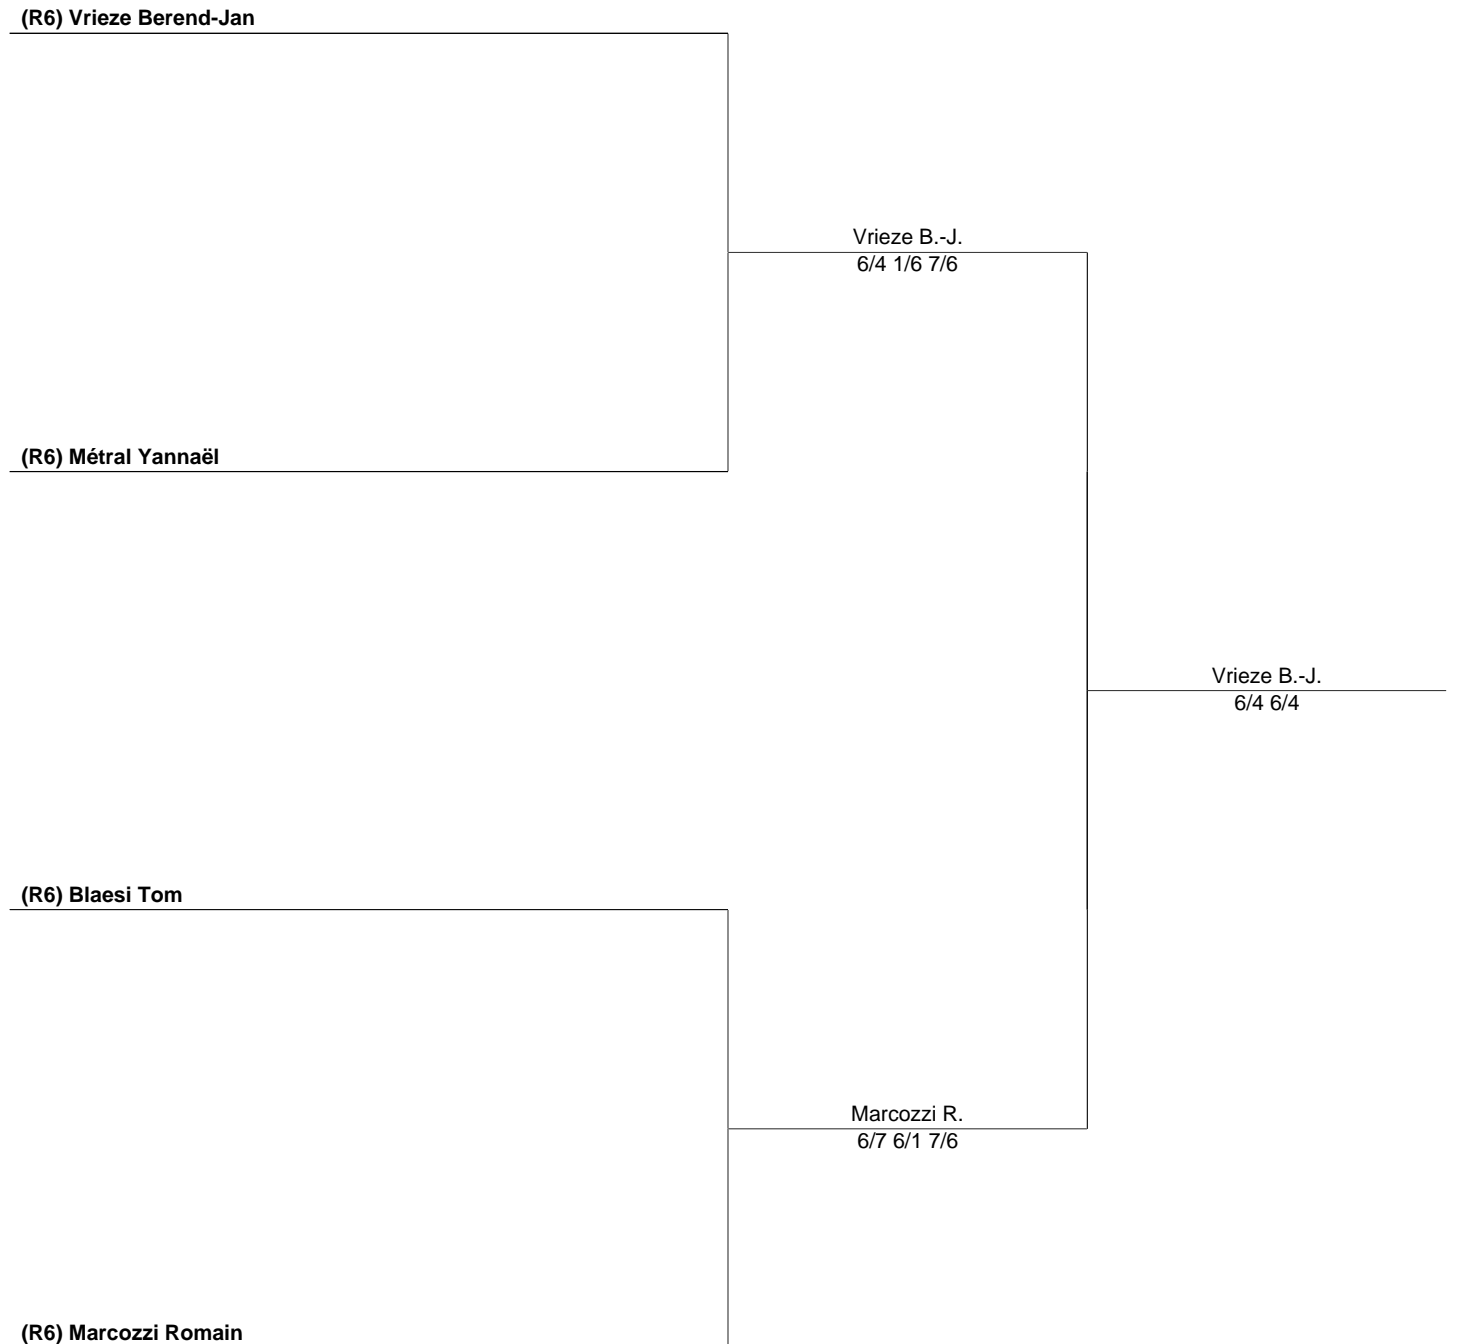 (R6) Vrieze Berend-Jan
Vrieze B.-J.
6/4 1/6 7/6
(R6) Métral Yannaël
Vrieze B.-J.
6/4 6/4
(R6) Blaesi Tom
Marcozzi R.
6/7 6/1 7/6
(R6) Marcozzi Romain